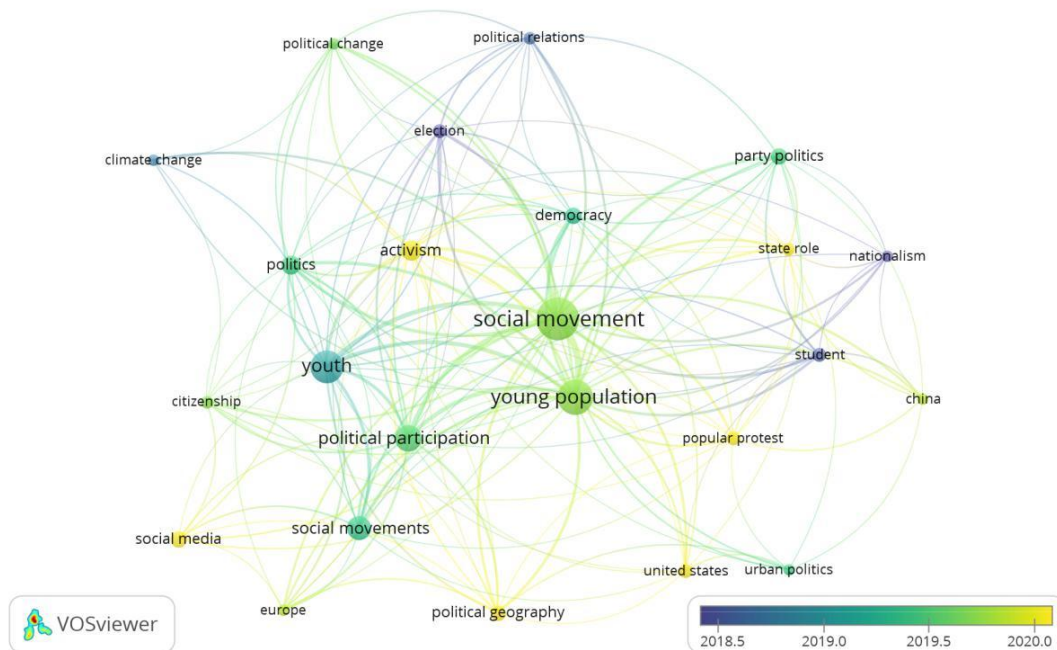 political change
political relations
election
climate change
party politics
democracy
activism
state role
nationalism
politics
social movement
student
youth
young population
citizenship
china
political participation
popular protest
social movements
social media
united states
urban politics
europe
political geography
VOSviewer
2018.5 2019.0 2019.5 2020.0